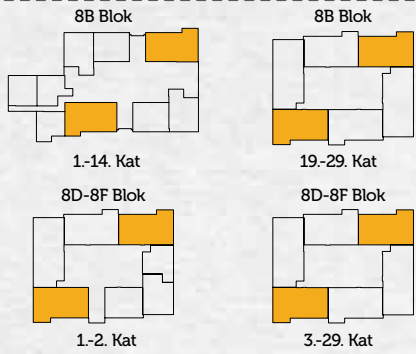 8B Blok
1.-14. Kat
8B Blok
19.-29. Kat
8D-8F Blok
1.-2. Kat
8D-8F Blok
3.-29. Kat